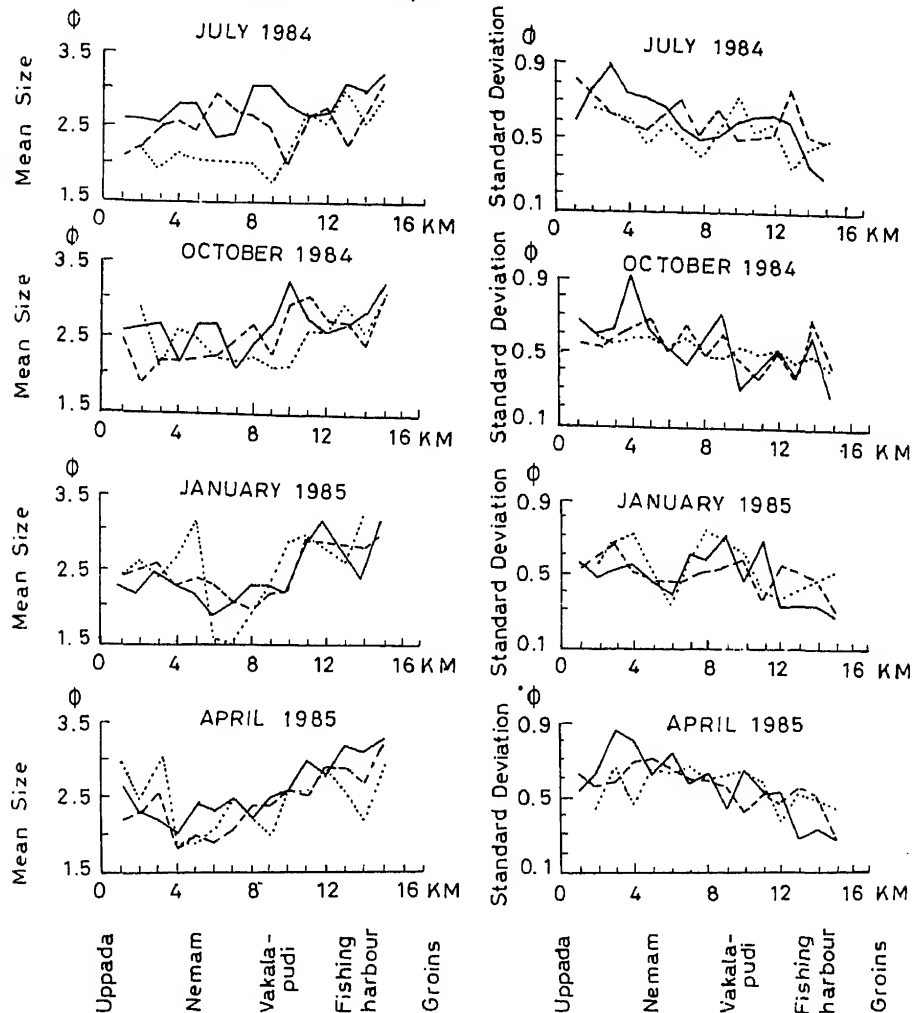 ϕ
JULY 1984
Mean Size
3.5
2.5
1.5
0 4 8 12 16 KM
ϕ
JULY 1984
Standard Deviation
0.9
0.5
0.1
0 4 8 12 16 KM
ϕ
OCTOBER 1984
Mean Size
3.5
2.5
1.5
0 4 8 12 16 KM
ϕ
OCTOBER 1984
Standard Deviation
0.9
0.5
0.1
0 4 8 12 16 KM
ϕ
JANUARY 1985
Mean Size
3.5
2.5
1.5
0 4 8 12 16 KM
ϕ
JANUARY 1985
Standard Deviation
0.9
0.5
0.1
0 4 8 12 16 KM
ϕ
APRIL 1985
Mean Size
3.5
2.5
1.5
0 4 8 12 16 KM
ϕ
APRIL 1985
Standard Deviation
0.9
0.5
0.1
0 4 8 12 16 KM
Uppada
Nemam
Vakala-
pudi
Fishing
harbour
Groins
Uppada
Nemam
Vakala-
pudi
Fishing
harbour
Groins